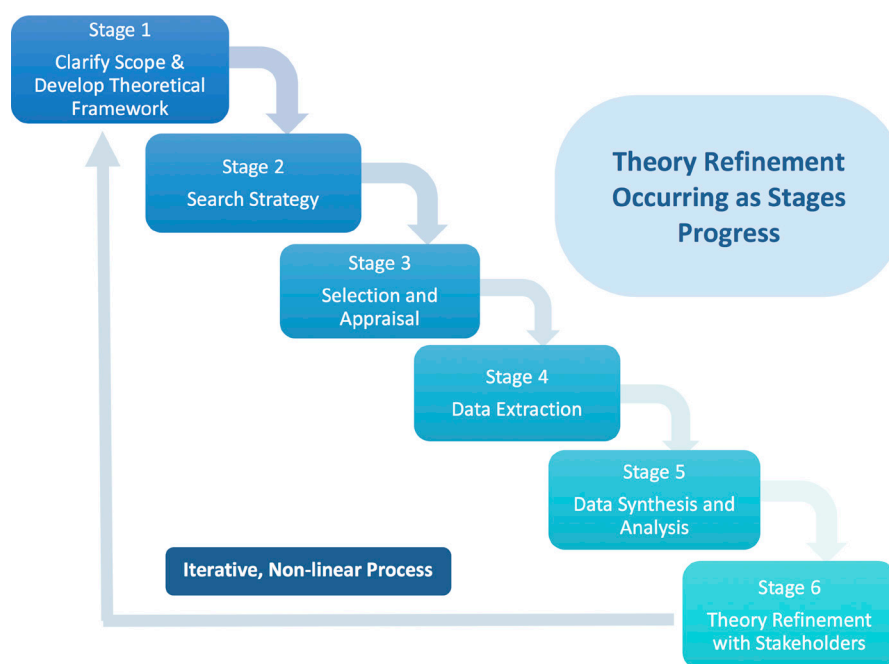 Stage 1
Clarify Scope &
Develop Theoretical
Framework
Stage 2
Search Strategy
Theory Refinement
Occurring as Stages
Progress
Stage 3
Selection and
Appraisal
Stage 4
Data Extraction
Stage 5
Data Synthesis and
Analysis
Iterative, Non-linear Process
Stage 6
Theory Refinement
with Stakeholders